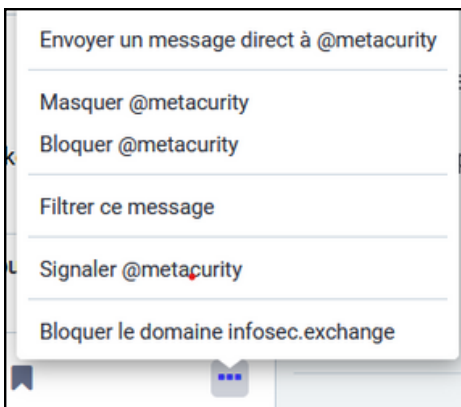 Envoyer un message direct à @metacurity
Masquer @metacurity
Bloquer @metacurity
Filtrer ce message
Signaler @metacurity
Bloquer le domaine infosec.exchange